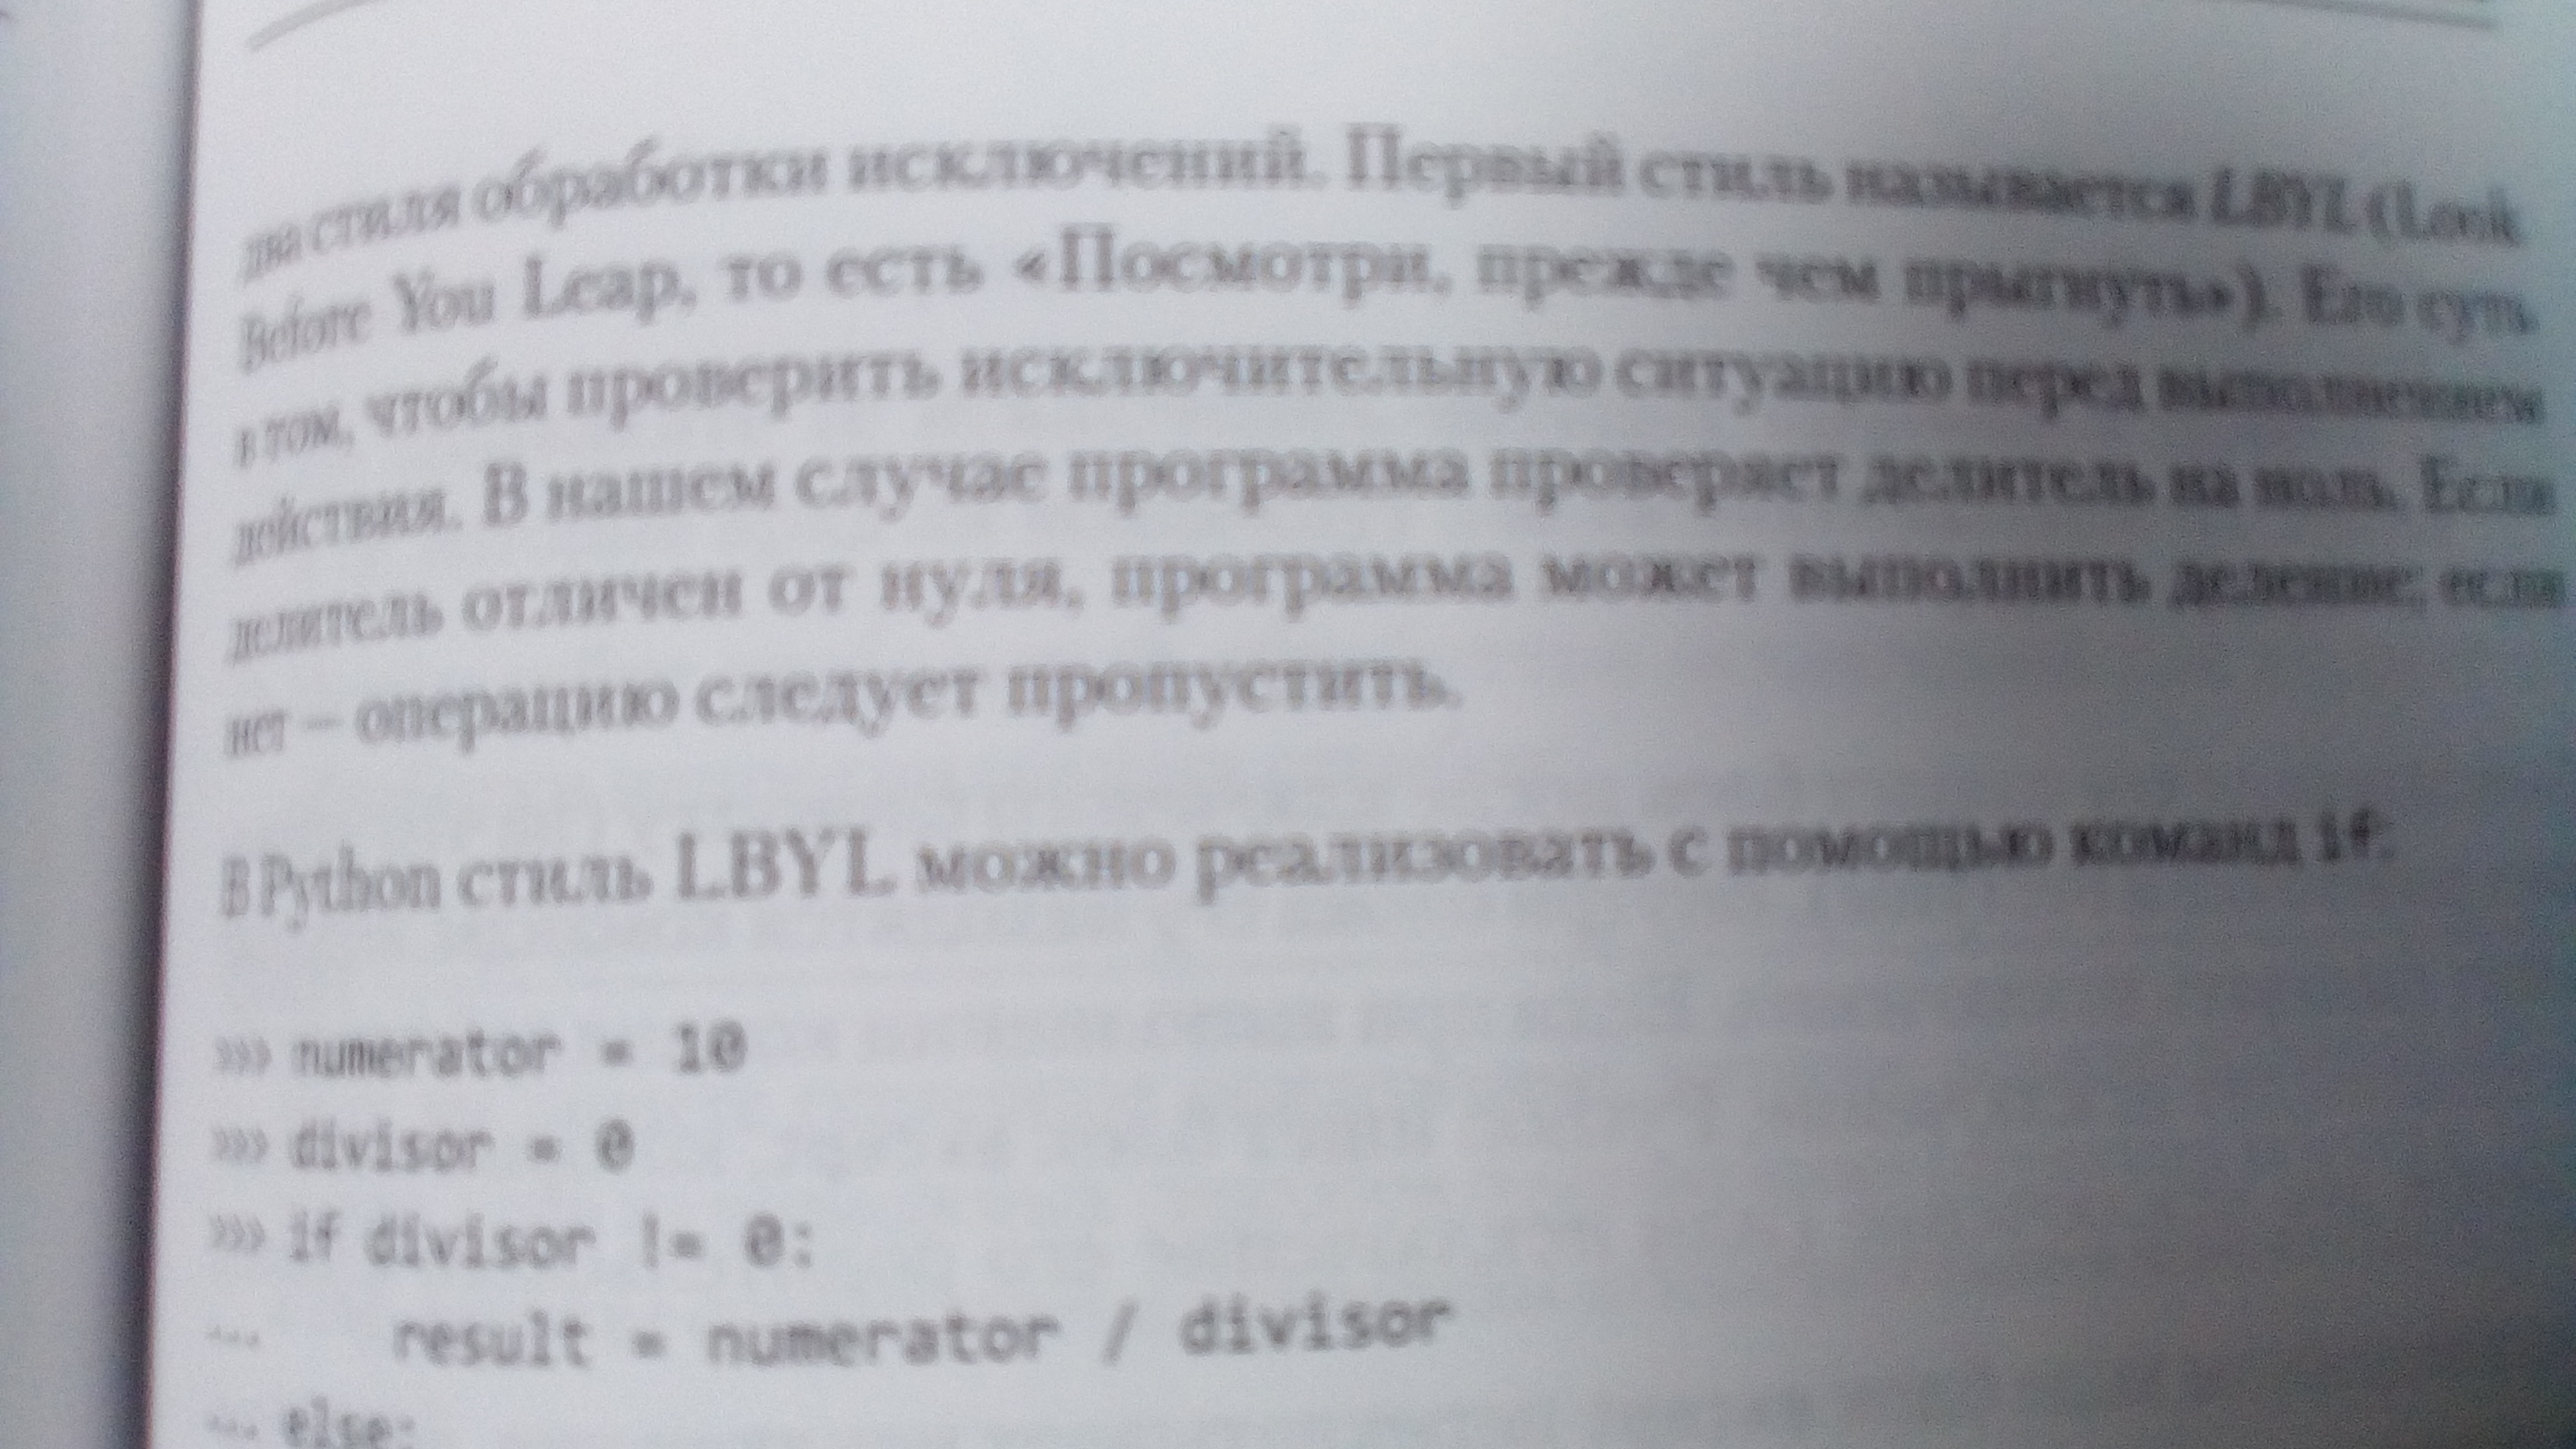 два стиля обработки исключений. Первый стиль называется LBYL (Look
Before You Leap, то есть «Посмотри, прежде чем прыгнуть»). Его суть
в том, чтобы проверить исключительную ситуацию перед выполнением
действия. В нашем случае программа проверяет делитель на ноль. Если
делитель отличен от нуля, программа может выполнить деление; если
нет — операцию следует пропустить.
В Python стиль LBYL можно реализовать с помощью команд if:
>>> numerator = 10
>>> divisor = 0
>>> if divisor != 0:
... result = numerator / divisor
... else: